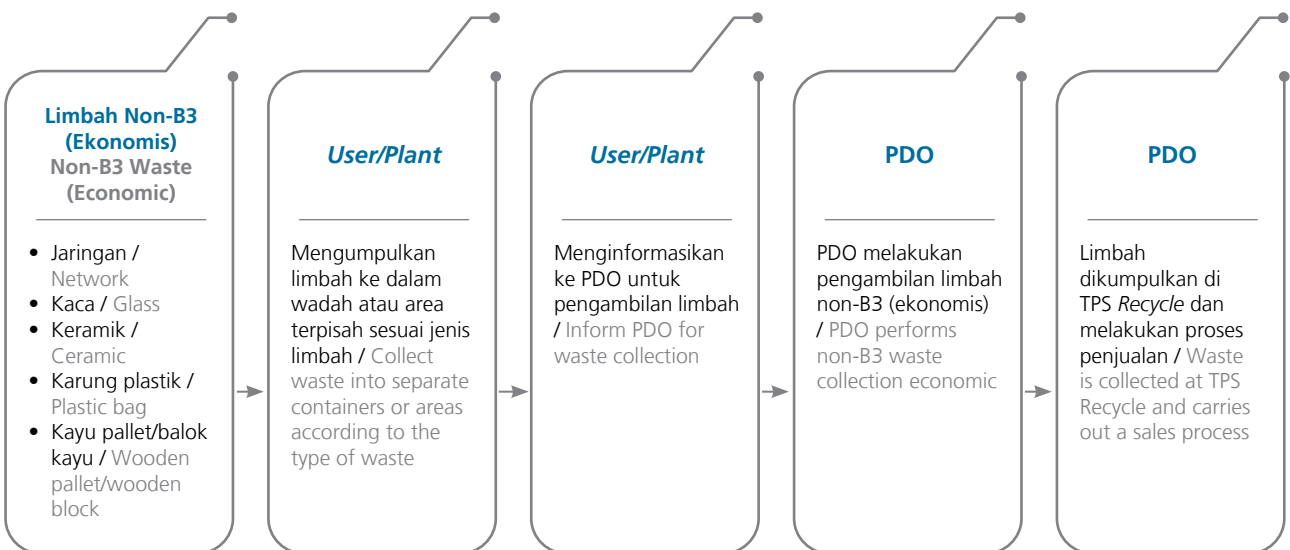 Limbah Non-B3
(Ekonomis)
Non-B3 Waste
(Economic)
• Jaringan /
Network
• Kaca / Glass
• Keramik /
Ceramic
• Karung plastik /
Plastic bag
• Kayu pallet/balok
kayu / Wooden
pallet/wooden
block
User/Plant
Mengumpulkan
limbah ke dalam
wadah atau area
terpisah sesuai jenis
limbah / Collect
waste into separate
containers or areas
according to the
type of waste
User/Plant
Menginformasikan
ke PDO untuk
pengambilan limbah
/ Inform PDO for
waste collection
PDO
PDO melakukan
pengambilan limbah
non-B3 (ekonomis)
/ PDO performs
non-B3 waste
collection economic
PDO
Limbah
dikumpulkan di
TPS Recycle dan
melakukan proses
penjualan / Waste
is collected at TPS
Recycle and carries
out a sales process